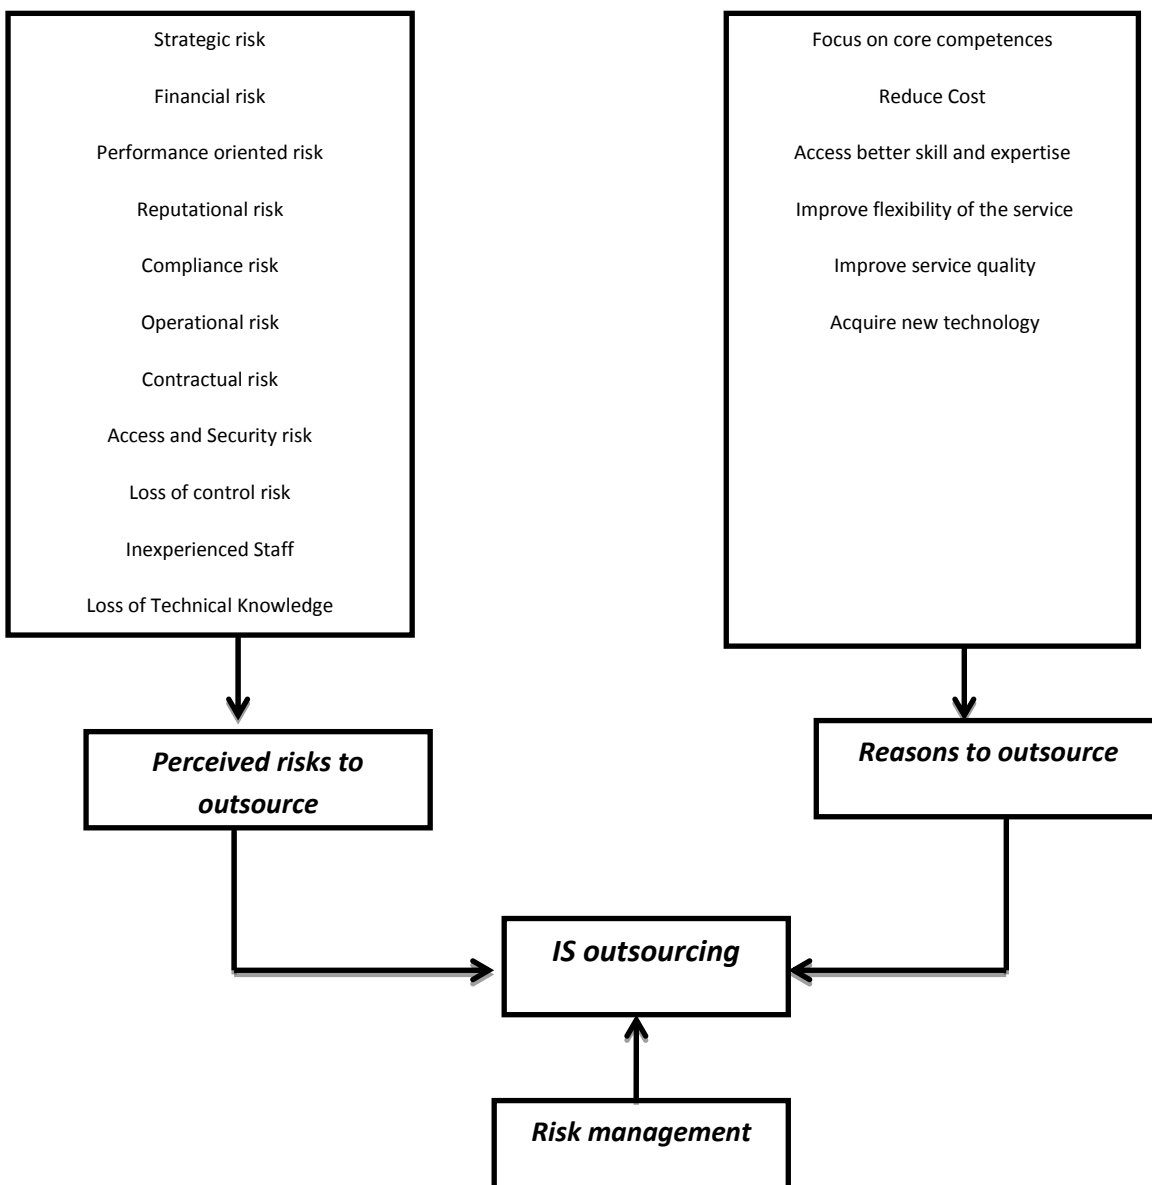 Strategic risk
Financial risk
Performance oriented risk
Reputational risk
Compliance risk
Operational risk
Contractual risk
Access and Security risk
Loss of control risk
Inexperienced Staff
Loss of Technical Knowledge
Focus on core competences
Reduce Cost
Access better skill and expertise
Improve flexibility of the service
Improve service quality
Acquire new technology
Perceived risks to
outsource
Reasons to outsource
IS outsourcing
Risk management